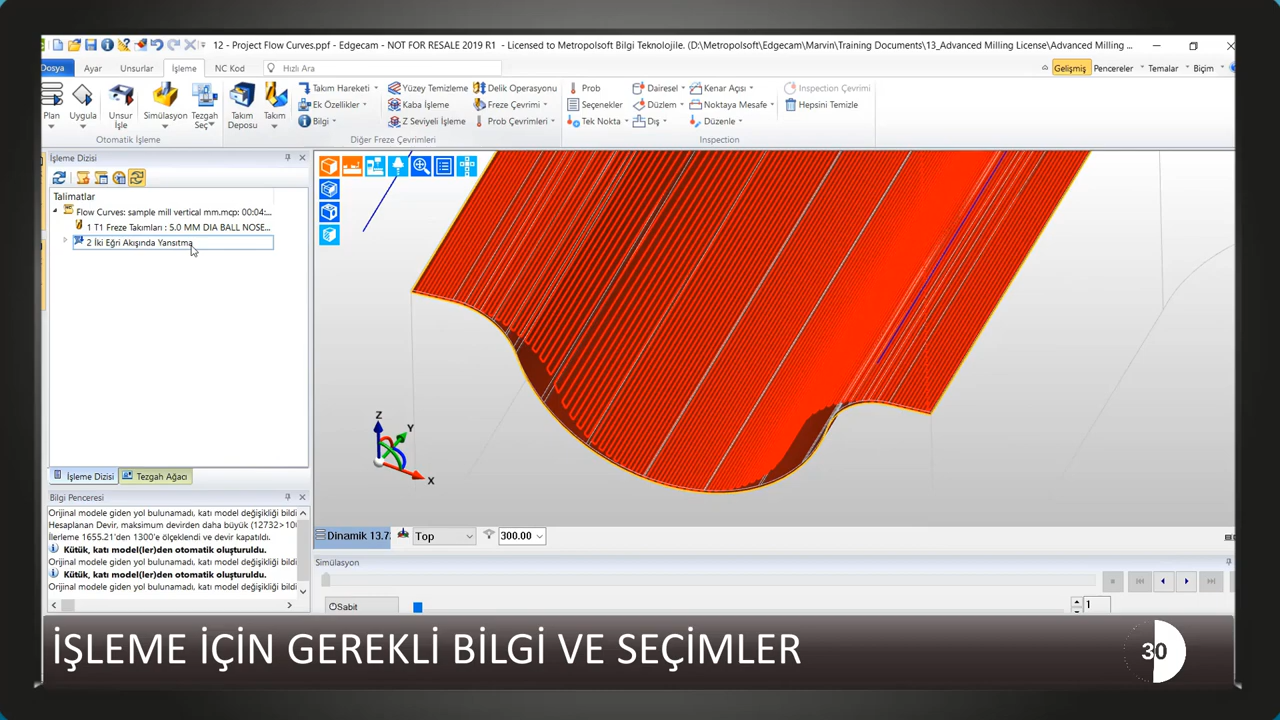 12 - Project Flow Curves.ppf - Edgecam - NOT FOR RESALE 2019 R1 - Licensed to Metropolsoft Bilgi Teknolojile. (D:\Metropolsoft\Edgecam\Marvin\Training Documents\13_Advanced Milling License\Advanced Milling ...
Dosya Ayar Unsurlar İşleme NC Kod Hızlı Ara Gelişmiş Pencereler Temalar Biçim
Takım Hareketi Yüzey Temizleme Delik Operasyonu Prob Dairesel Kenar Açısı Inspection Çevrimi
Ek Özellikler Kaba İşleme Freze Çevrimi Seçenekler Düzlem Noktaya Mesafe Hepsini Temizle
Bilgi Z Seviyeli İşleme Prob Çevrimleri Tek Nokta Dış Düzenle
Plan Uygula Unsur İşle Simülasyon Tezgah Seç Takım Deposu Takım
Otomatik İşleme Diğer Freze Çevrimleri Inspection
İşleme Dizisi
Talimatlar
Flow Curves: sample mill vertical mm.mcp: 00:04:...
1 T1 Freze Takımları : 5.0 MM DIA BALL NOSE...
2 İki Eğri Akışında Yansıtma
Z
Y
X
İşleme Dizisi Tezgah Ağacı
Bilgi Penceresi
Orijinal modele giden yol bulunamadı, katı model değişikliği bildi
Hesaplanan Devir, maksimum devirden daha büyük (12732>100
İlerleme 1655.21'den 1300'e ölçeklendi ve devir kapatıldı.
Kütük, katı model(ler)den otomatik oluşturuldu.
Orijinal modele giden yol bulunamadı, katı model değişikliği bildi
Kütük, katı model(ler)den otomatik oluşturuldu.
Orijinal modele giden yol bulunamadı, katı model değişikliği bildi
Dinamik 13.7 Top 300.00
Simülasyon
Sabit 1
İŞLEME İÇİN GEREKLİ BİLGİ VE SEÇİMLER
30